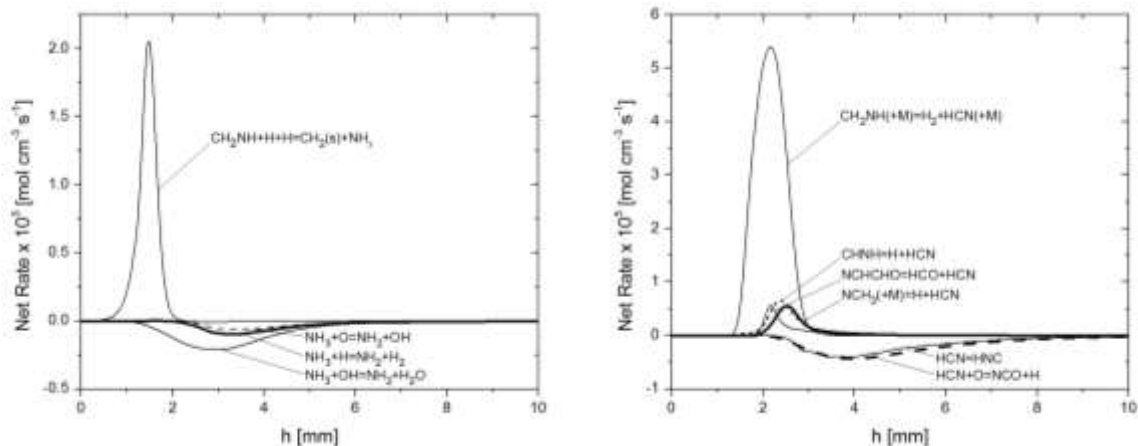 2.0
1.5
1.0
0.5
0.0
-0.5
Net Rate x 10⁵ [mol cm⁻³ s⁻¹]
CH₂NH+H+H=CH₂(s)+NH₃
NH₃+O=NH₂+OH
NH₃+H=NH₂+H₂
NH₃+OH=NH₂+H₂O
0 2 4 6 8 10
h [mm]
6
5
4
3
2
1
0
-1
Net Rate x 10⁵ [mol cm⁻³ s⁻¹]
CH₂NH(+M)=H₂+HCN(+M)
CHNH=H+HCN
NCHCHO=HCO+HCN
NCH₂(+M)=H+HCN
HCN=HNC
HCN+O=NCO+H
0 2 4 6 8 10
h [mm]